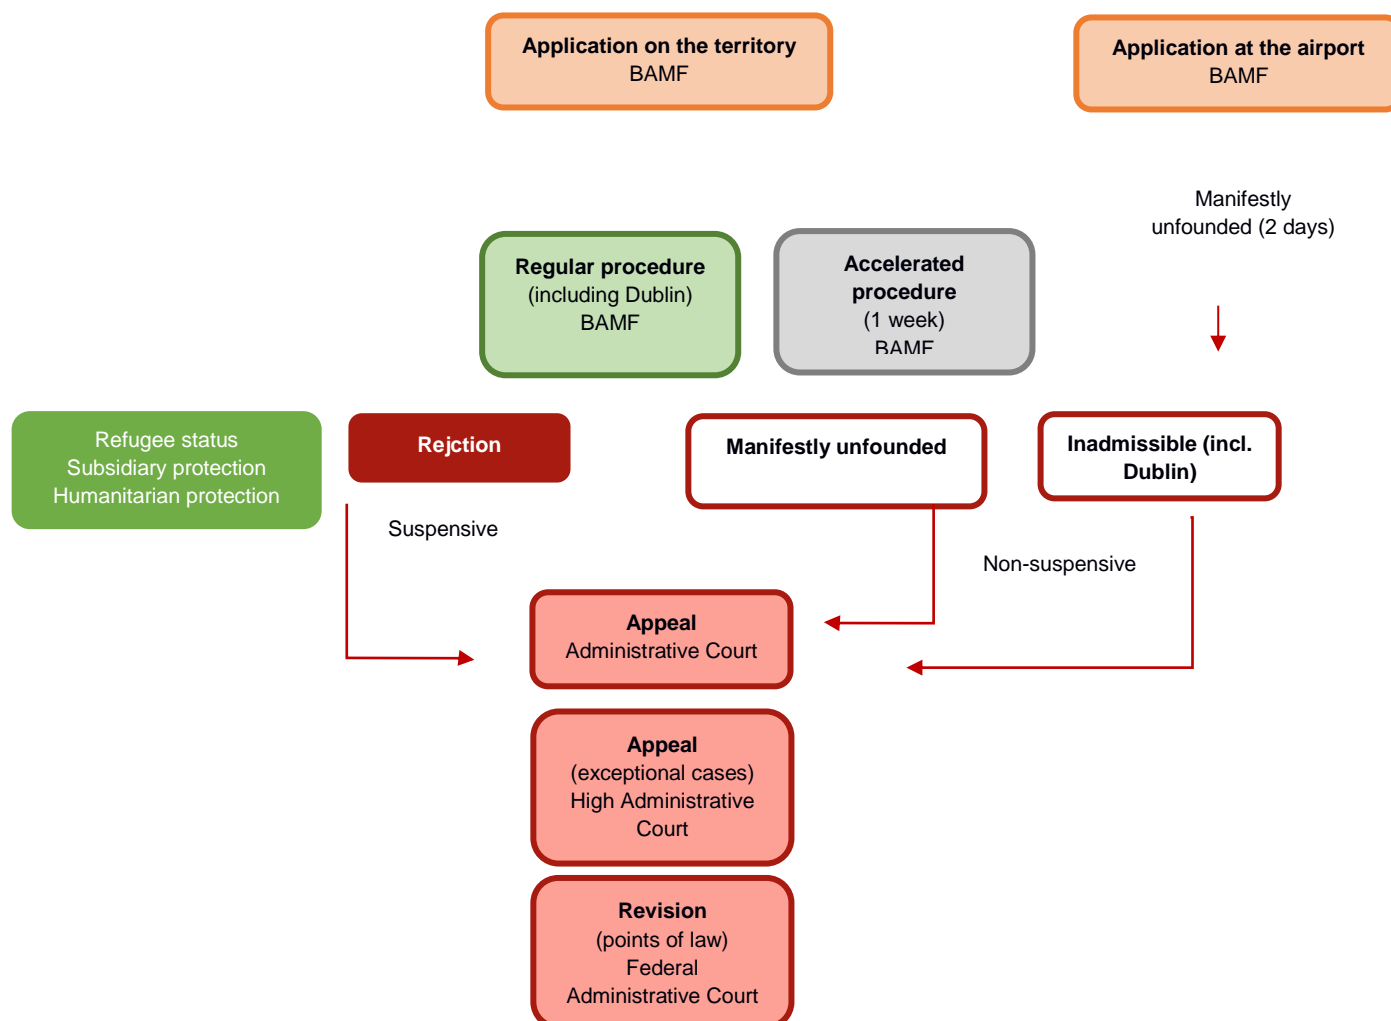 Application on the territory
BAMF
Application at the airport
BAMF
Manifestly
unfounded (2 days)
Regular procedure
(including Dublin)
BAMF
Accelerated
procedure
(1 week)
BAMF
Refugee status
Subsidiary protection
Humanitarian protection
Rejction
Manifestly unfounded
Inadmissible (incl.
Dublin)
Suspensive
Non-suspensive
Appeal
Administrative Court
Appeal
(exceptional cases)
High Administrative
Court
Revision
(points of law)
Federal
Administrative Court